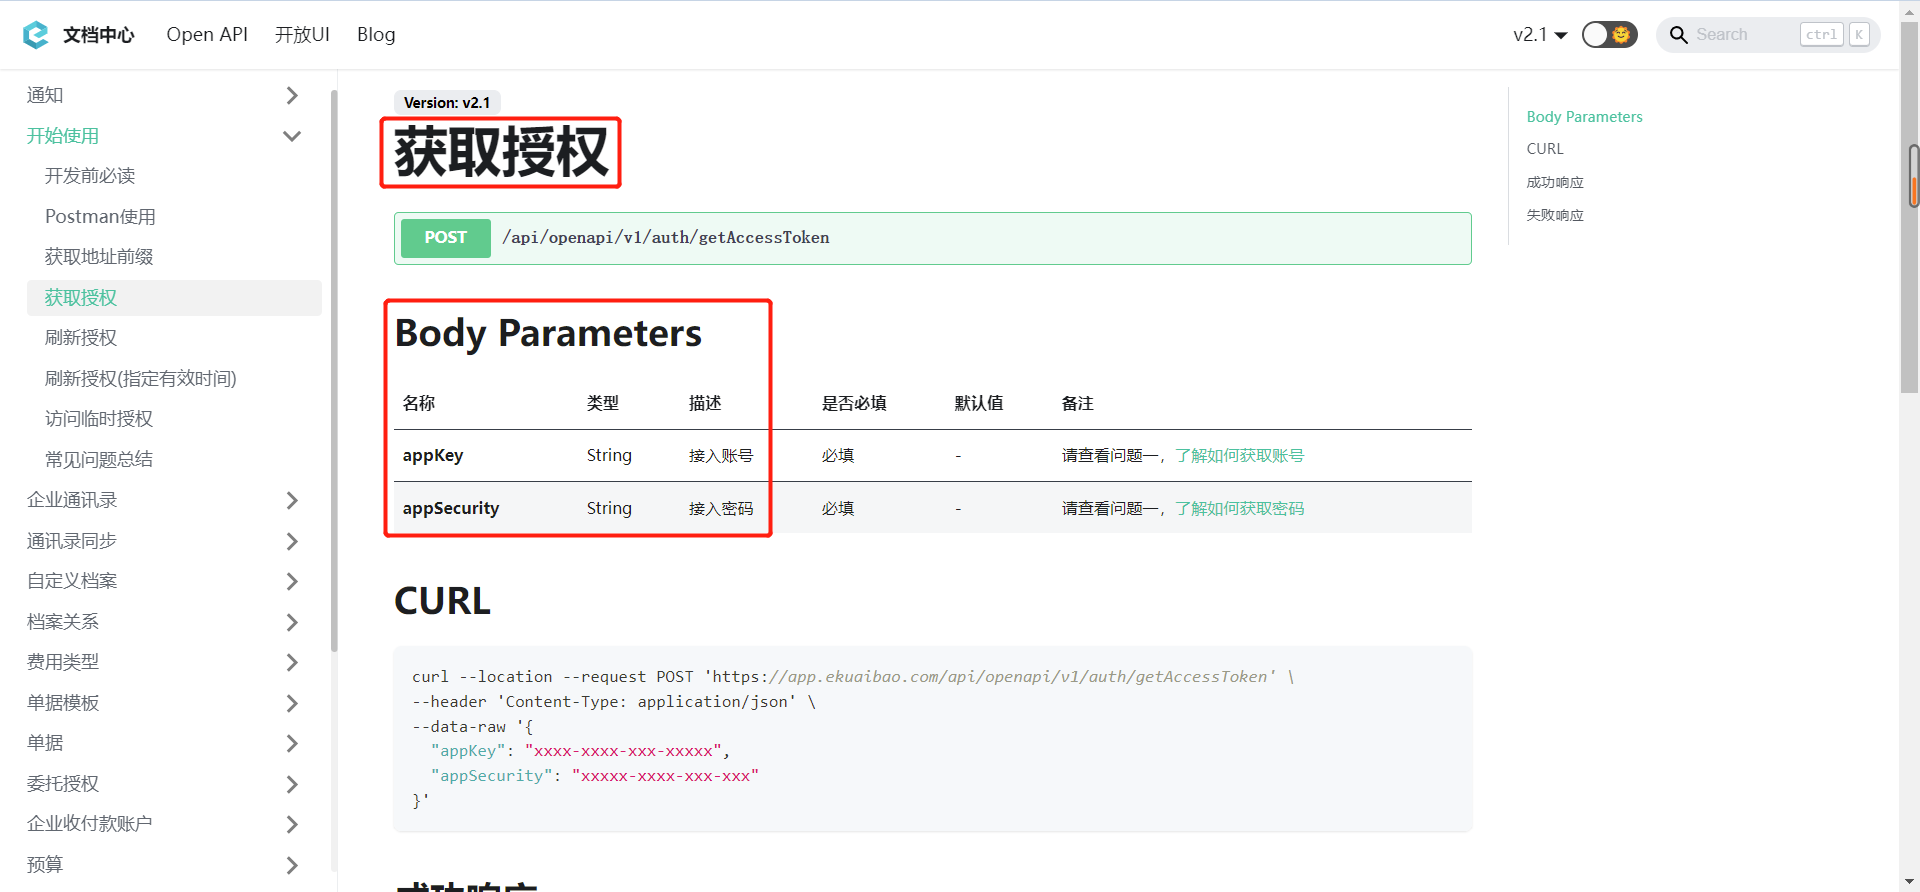 文档中心 Open API 开放UI Blog v2.1 Search ctrl K
通知
开始使用
开发前必读
Postman使用
获取地址前缀
获取授权
刷新授权
刷新授权(指定有效时间)
访问临时授权
常见问题总结
企业通讯录
通讯录同步
自定义档案
档案关系
费用类型
单据模板
单据
委托授权
企业收付款账户
预算
Version: v2.1
获取授权
POST /api/openapi/v1/auth/getAccessToken
Body Parameters
名称 类型 描述 是否必填 默认值 备注
appKey String 接入账号 必填 - 请查看问题一，了解如何获取账号
appSecurity String 接入密码 必填 - 请查看问题一，了解如何获取密码
CURL
curl --location --request POST 'https://app.ekuaibao.com/api/openapi/v1/auth/getAccessToken' \
--header 'Content-Type: application/json' \
--data-raw '{
"appKey": "xxxx-xxxx-xxx-xxxxx",
"appSecurity": "xxxxx-xxxx-xxx-xxx"
}'
成功响应
Body Parameters
CURL
成功响应
失败响应